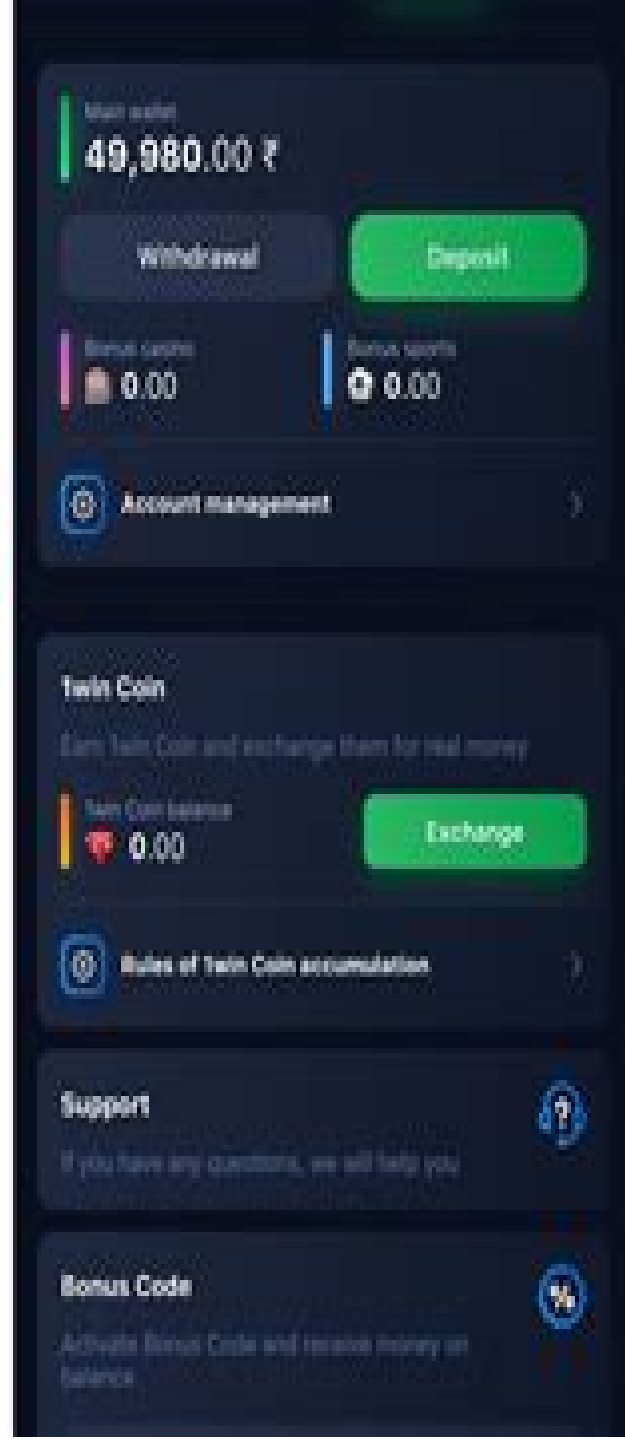 Main wallet
49,980.00 ₹
Withdrawal
Deposit
Bonus casino
Bonus sports
0.00
0.00
Account management
1win Coin
Earn 1win Coin and exchange them for real money
1win Coin balance
0.00
Exchange
Rules of 1win Coin accumulation
Support
If you have any questions, we will help you
Bonus Code
Activate Bonus Code and receive money on
balance